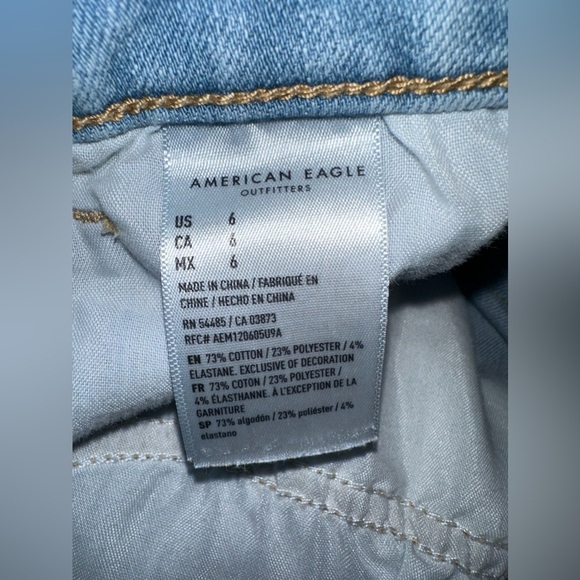 AMERICAN EAGLE
OUTFITTERS
US 6
CA 6
MX 6
MADE IN CHINA / FABRIQUÉ EN
CHINE / HECHO EN CHINA
RN 54485 / CA 03873
RFC# AEM120605U9A
EN 73% COTTON / 23% POLYESTER / 4%
ELASTANE. EXCLUSIVE OF DECORATION
FR 73% COTON / 23% POLYESTER /
4% ÉLASTHANNE. À L'EXCEPTION DE LA
GARNITURE
SP 73% algodón / 23% poliéster / 4%
elastano